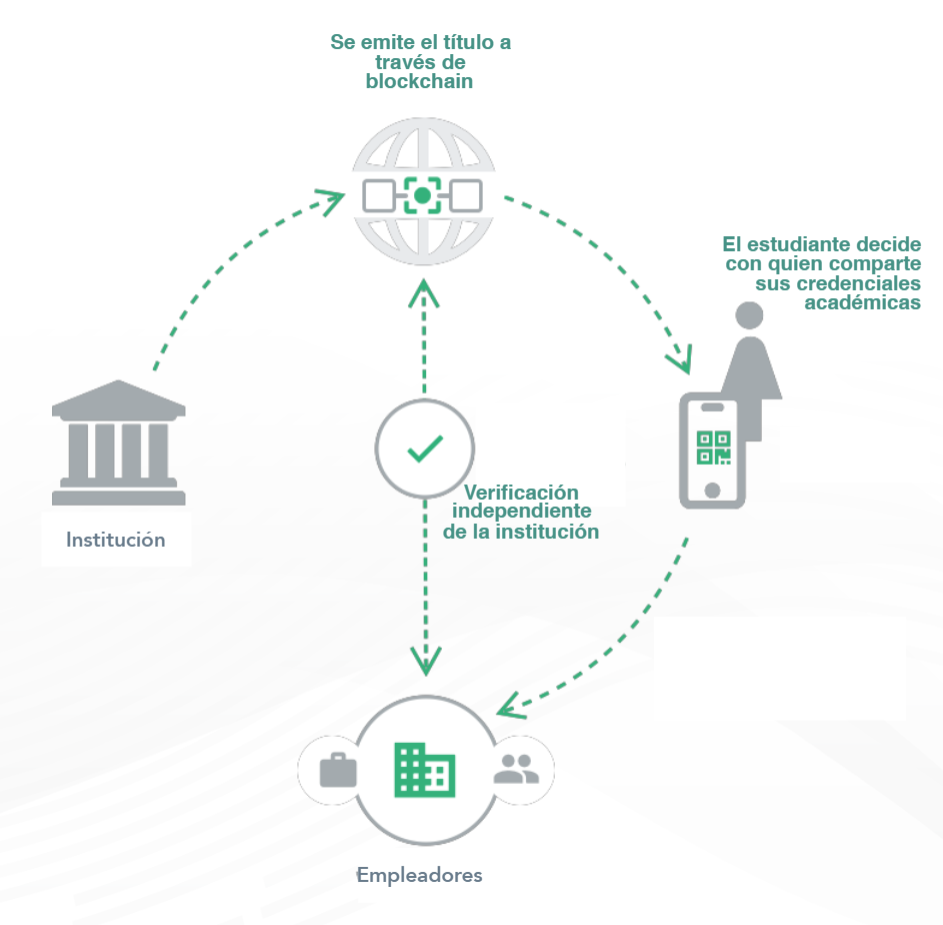 Se emite el título a
través de
blockchain
El estudiante decide
con quien comparte
sus credenciales
académicas
Verificación
independiente
de la institución
Institución
Empleadores